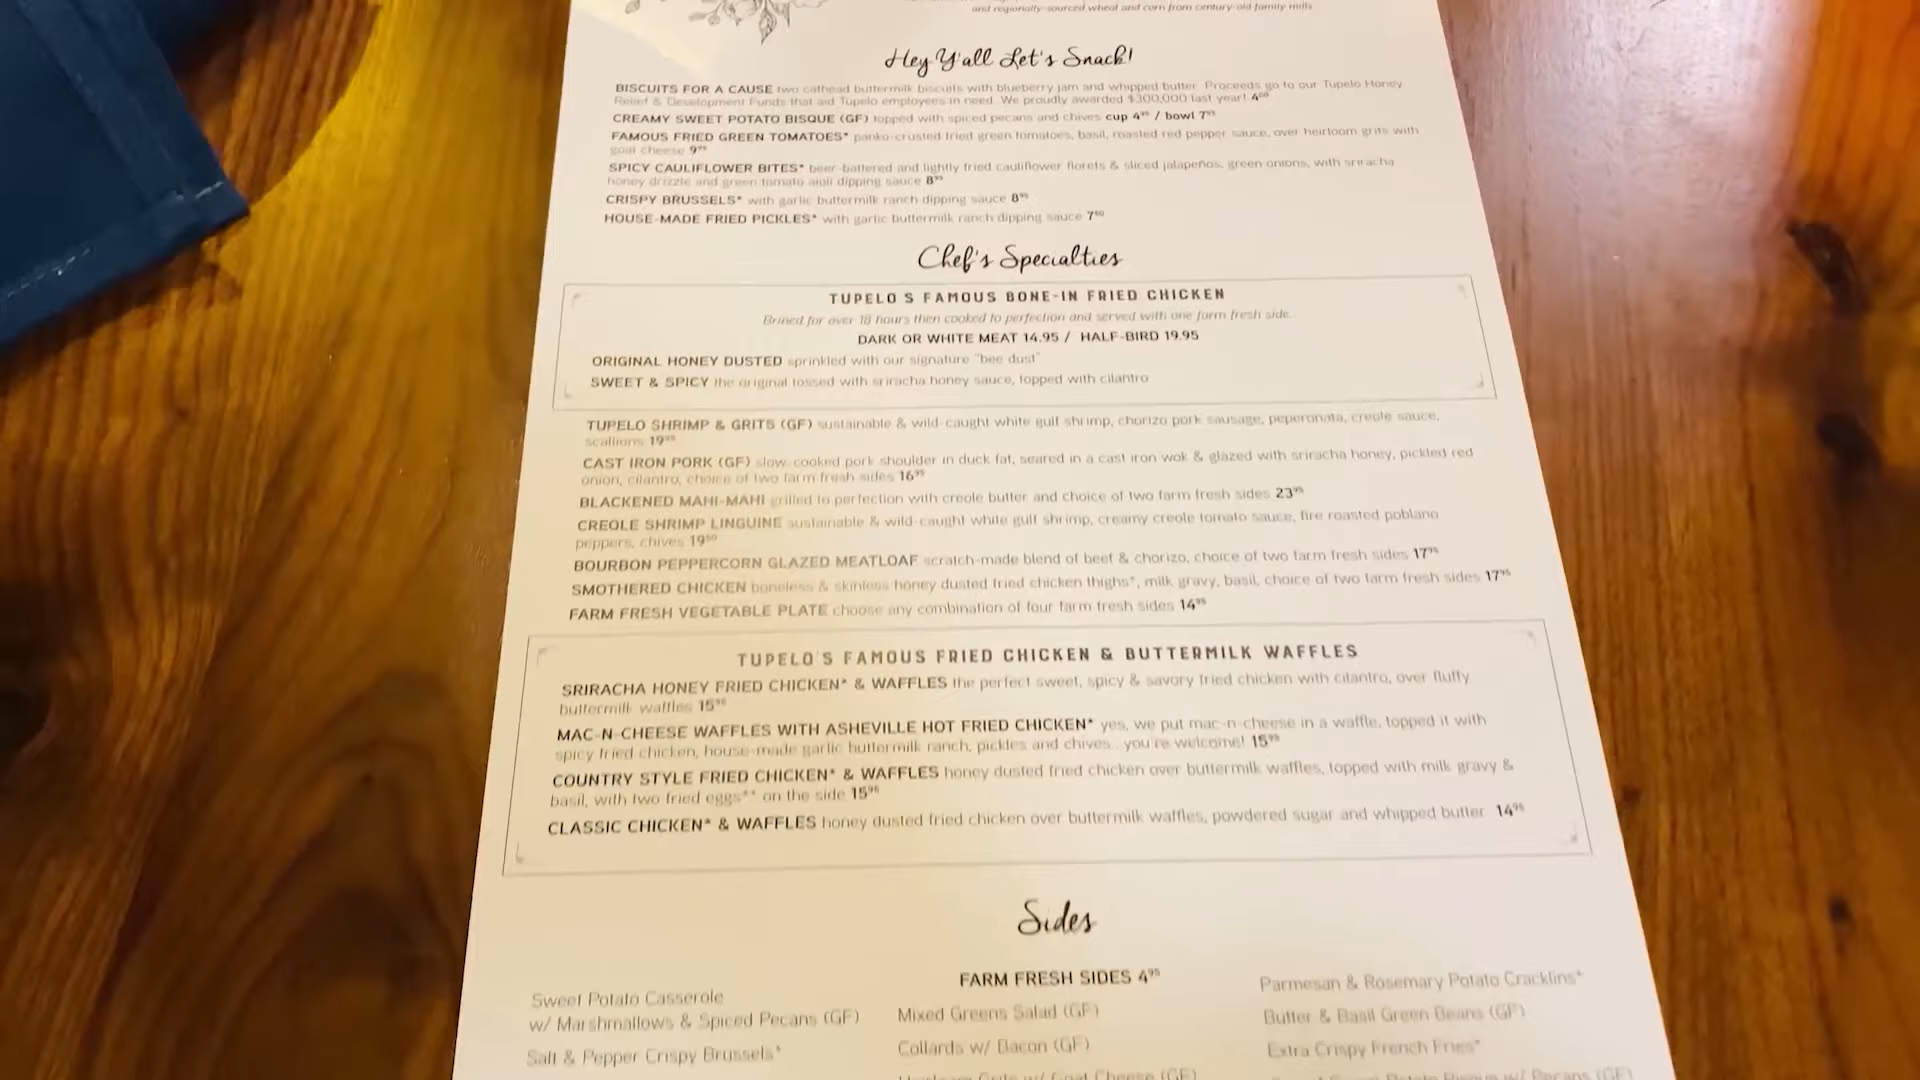 and regionally-sourced wheat and corn from century-old family mills
Hey Y'all Let's Snack!
BISCUITS FOR A CAUSE two cathead buttermilk biscuits with blueberry jam and whipped butter. Proceeds go to our Tupelo Honey
Relief & Development Funds that aid Tupelo employees in need. We proudly awarded $300,000 last year! 4⁰⁰
CREAMY SWEET POTATO BISQUE (GF) topped with spiced pecans and chives cup 4⁹⁵ / bowl 7⁹⁵
FAMOUS FRIED GREEN TOMATOES* panko-crusted fried green tomatoes, basil, roasted red pepper sauce, over heirloom grits with
goat cheese 9⁹⁵
SPICY CAULIFLOWER BITES* beer-battered and lightly fried cauliflower florets & sliced jalapeños, green onions, with sriracha
honey drizzle and green tomato aioli dipping sauce 8⁹⁵
CRISPY BRUSSELS* with garlic buttermilk ranch dipping sauce 8⁹⁵
HOUSE-MADE FRIED PICKLES* with garlic buttermilk ranch dipping sauce 7⁵⁰
Chef's Specialties
TUPELO'S FAMOUS BONE-IN FRIED CHICKEN
Brined for over 18 hours then cooked to perfection and served with one farm fresh side.
DARK OR WHITE MEAT 14.95 / HALF-BIRD 19.95
ORIGINAL HONEY DUSTED sprinkled with our signature "bee dust"
SWEET & SPICY the original tossed with sriracha honey sauce, topped with cilantro
TUPELO SHRIMP & GRITS (GF) sustainable & wild-caught white gulf shrimp, chorizo pork sausage, peperonata, creole sauce,
scallions 19⁹⁵
CAST IRON PORK (GF) slow-cooked pork shoulder in duck fat, seared in a cast iron wok & glazed with sriracha honey, pickled red
onion, cilantro, choice of two farm fresh sides 16⁹⁵
BLACKENED MAHI-MAHI grilled to perfection with creole butter and choice of two farm fresh sides 23⁹⁵
CREOLE SHRIMP LINGUINE sustainable & wild-caught white gulf shrimp, creamy creole tomato sauce, fire roasted poblano
peppers, chives 19⁵⁰
BOURBON PEPPERCORN GLAZED MEATLOAF scratch-made blend of beef & chorizo, choice of two farm fresh sides 17⁹⁵
SMOTHERED CHICKEN boneless & skinless honey dusted fried chicken thighs*, milk gravy, basil, choice of two farm fresh sides 17⁹⁵
FARM FRESH VEGETABLE PLATE choose any combination of four farm fresh sides 14⁹⁵
TUPELO'S FAMOUS FRIED CHICKEN & BUTTERMILK WAFFLES
SRIRACHA HONEY FRIED CHICKEN* & WAFFLES the perfect sweet, spicy & savory fried chicken with cilantro, over fluffy
buttermilk waffles 15⁹⁵
MAC-N-CHEESE WAFFLES WITH ASHEVILLE HOT FRIED CHICKEN* yes, we put mac-n-cheese in a waffle, topped it with
spicy fried chicken, house-made garlic buttermilk ranch, pickles and chives...you're welcome! 15⁹⁵
COUNTRY STYLE FRIED CHICKEN* & WAFFLES honey dusted fried chicken over buttermilk waffles, topped with milk gravy &
basil, with two fried eggs** on the side 15⁹⁵
CLASSIC CHICKEN* & WAFFLES honey dusted fried chicken over buttermilk waffles, powdered sugar and whipped butter 14⁹⁵
Sides
FARM FRESH SIDES 4⁹⁵
Sweet Potato Casserole
w/ Marshmallows & Spiced Pecans (GF)
Salt & Pepper Crispy Brussels*
Mixed Greens Salad (GF)
Collards w/ Bacon (GF)
Heirloom Grits w/ Goat Cheese (GF)
Parmesan & Rosemary Potato Cracklins*
Butter & Basil Green Beans (GF)
Extra Crispy French Fries*
Sweet Potato Bisque w/ Pecans (GF)